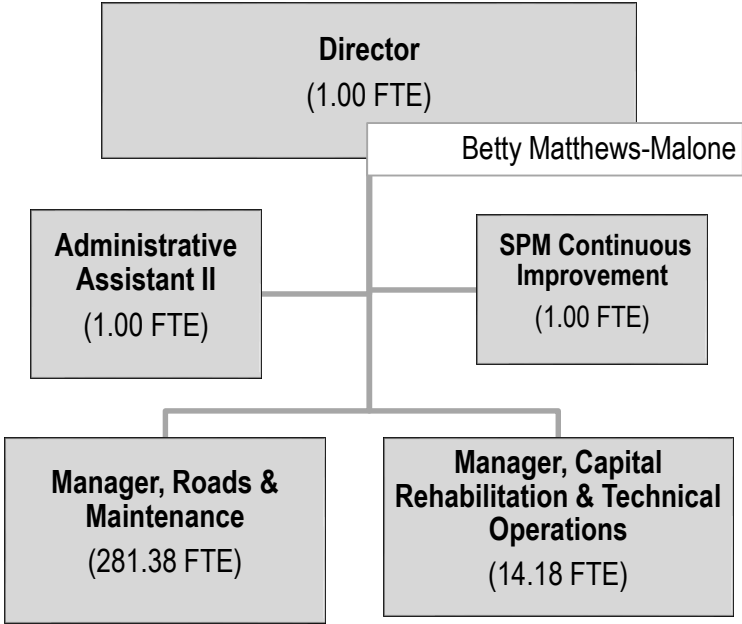 Director
(1.00 FTE)
Betty Matthews-Malone
Administrative
Assistant II
(1.00 FTE)
SPM Continuous
Improvement
(1.00 FTE)
Manager, Roads &
Maintenance
(281.38 FTE)
Manager, Capital
Rehabilitation & Technical
Operations
(14.18 FTE)